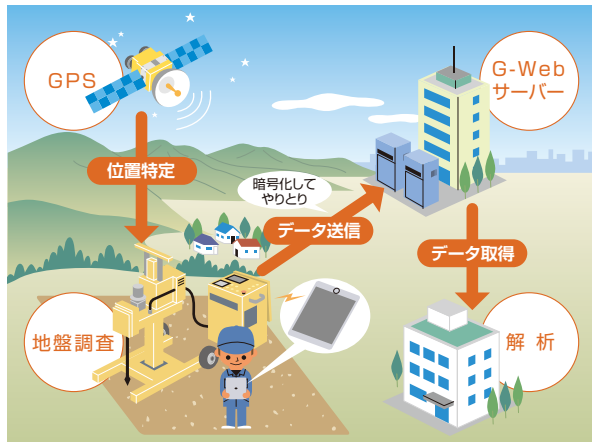 GPS
G-Web
サーバー
位置特定
暗号化して
やりとり
データ送信
データ取得
地盤調査
解析